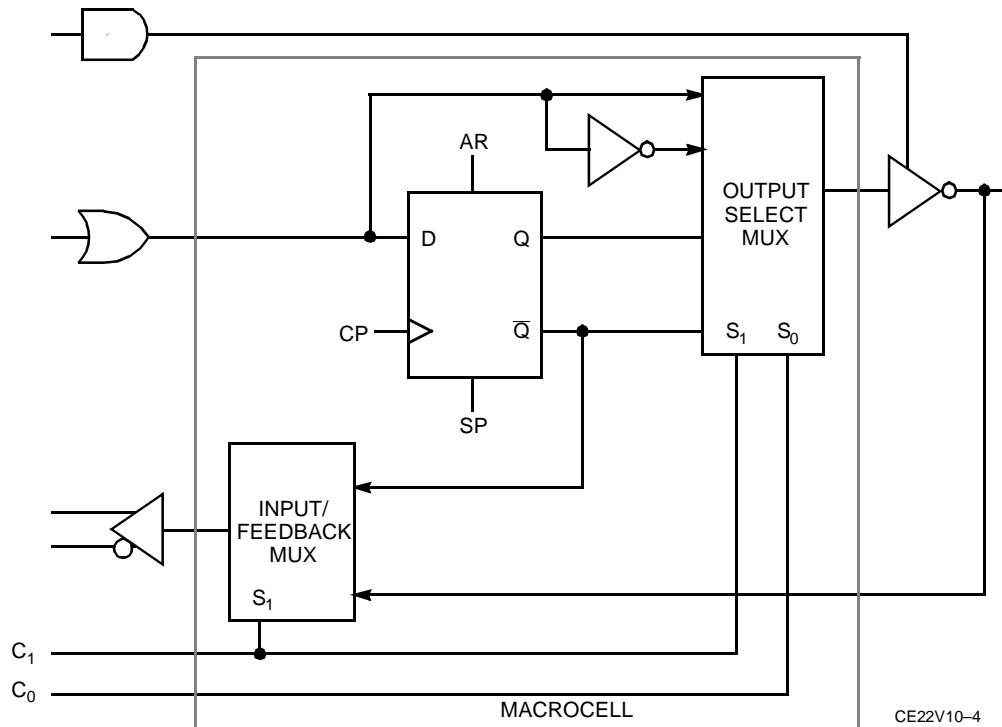 AR
OUTPUT
SELECT
MUX
D Q
CP
Q̅
S₁ S₀
SP
INPUT/
FEEDBACK
MUX
S₁
C₁
C₀
MACROCELL
CE22V10–4